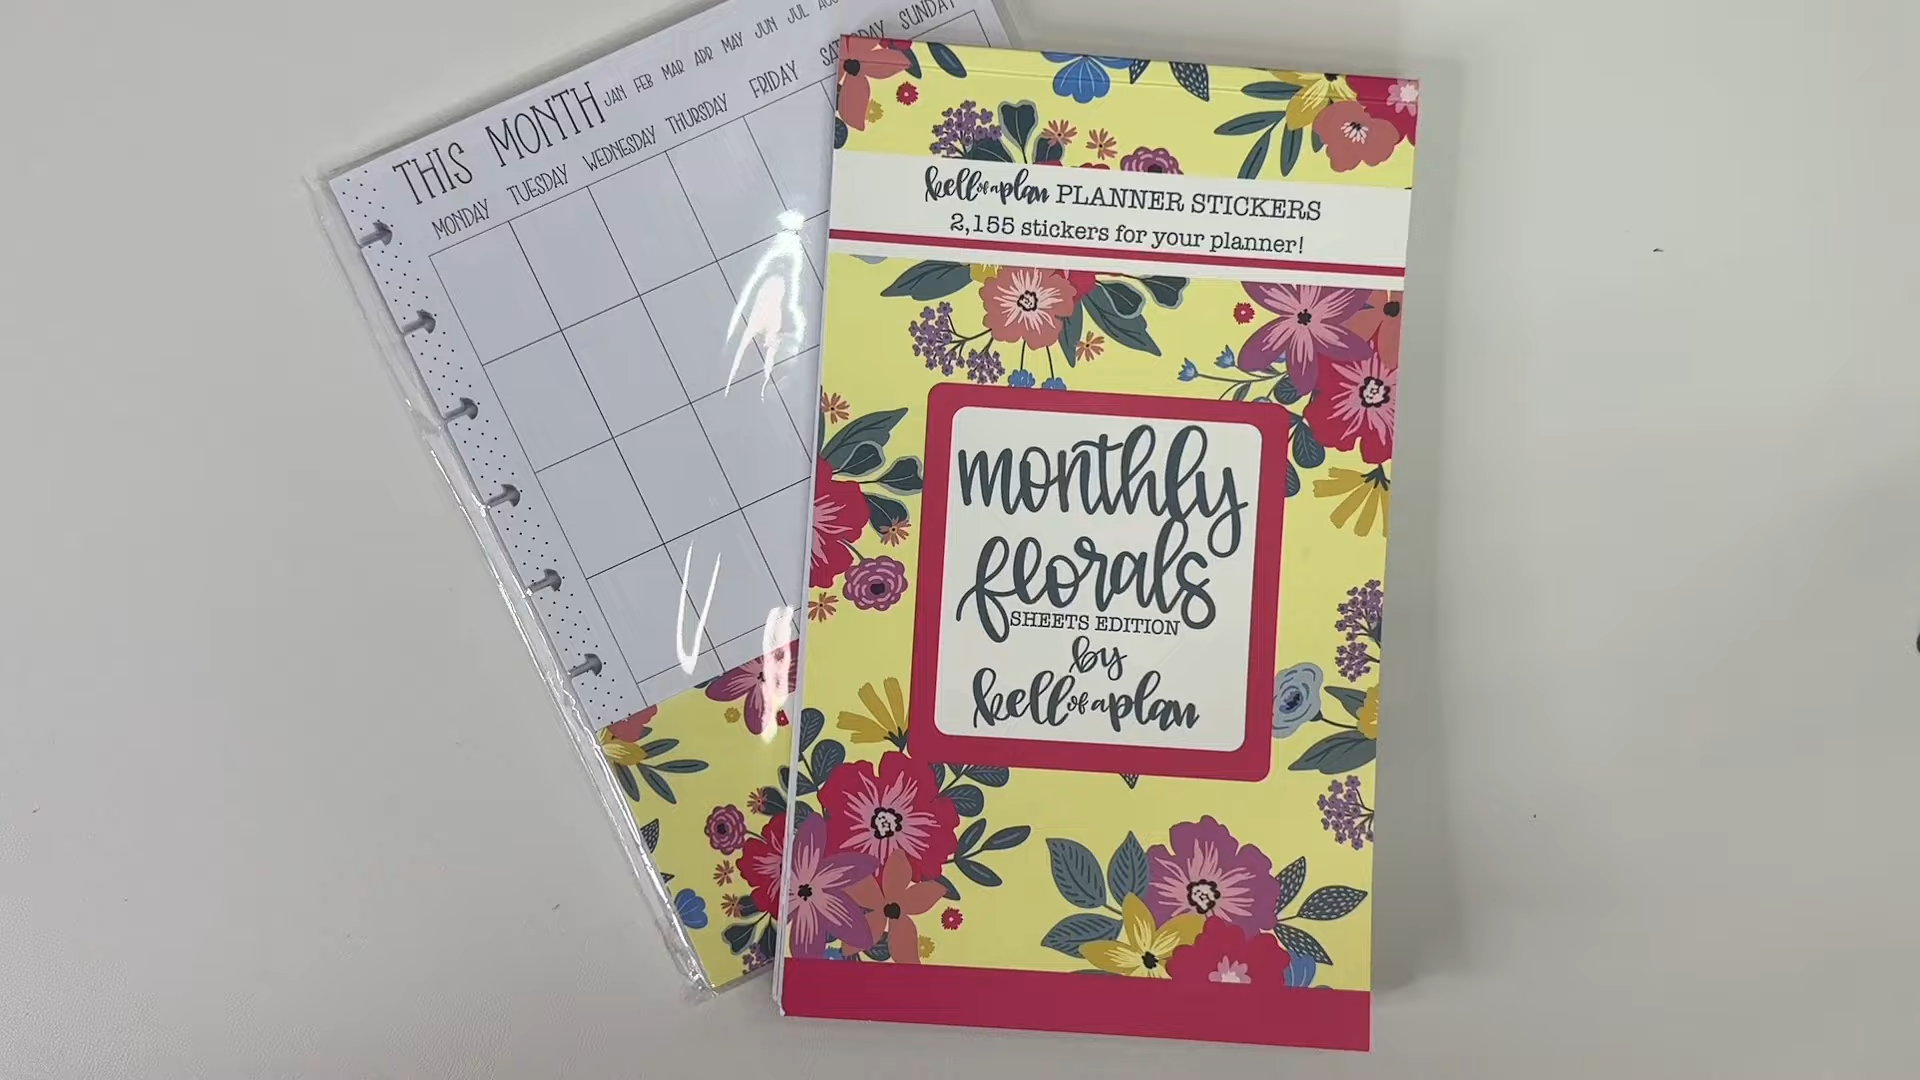 THIS MONTH
JAN FEB MAR APR MAY JUN JUL
MONDAY TUESDAY WEDNESDAY THURSDAY FRIDAY SUNDAY
kell of a plan PLANNER STICKERS
2,155 stickers for your planner!
monthly
florals
SHEETS EDITION
by
kell of a plan